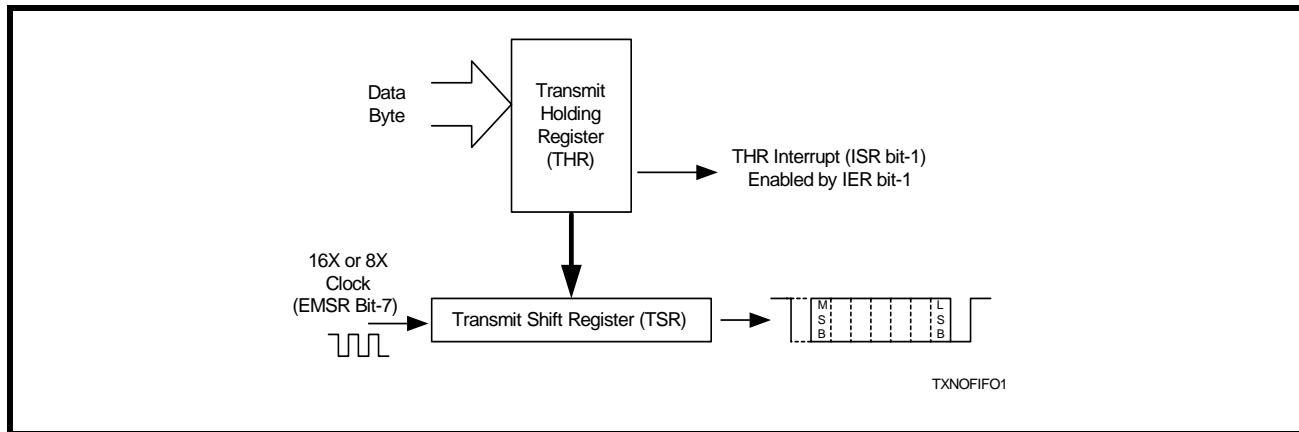 Data
Byte
Transmit
Holding
Register
(THR)
THR Interrupt (ISR bit-1)
Enabled by IER bit-1
16X or 8X
Clock
(EMSR Bit-7)
Transmit Shift Register (TSR)
M
S
B
L
S
B
TXNOFIFO1